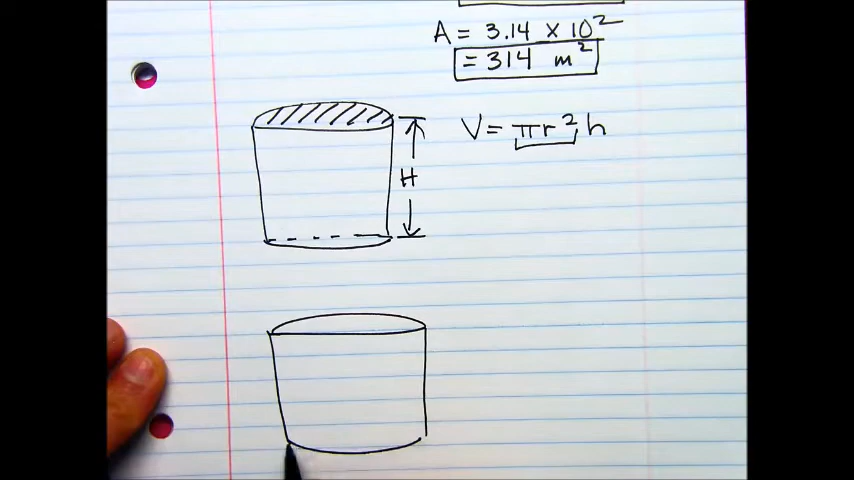 A = 3.14 x 10²
= 314 m²
V = πr²h
H